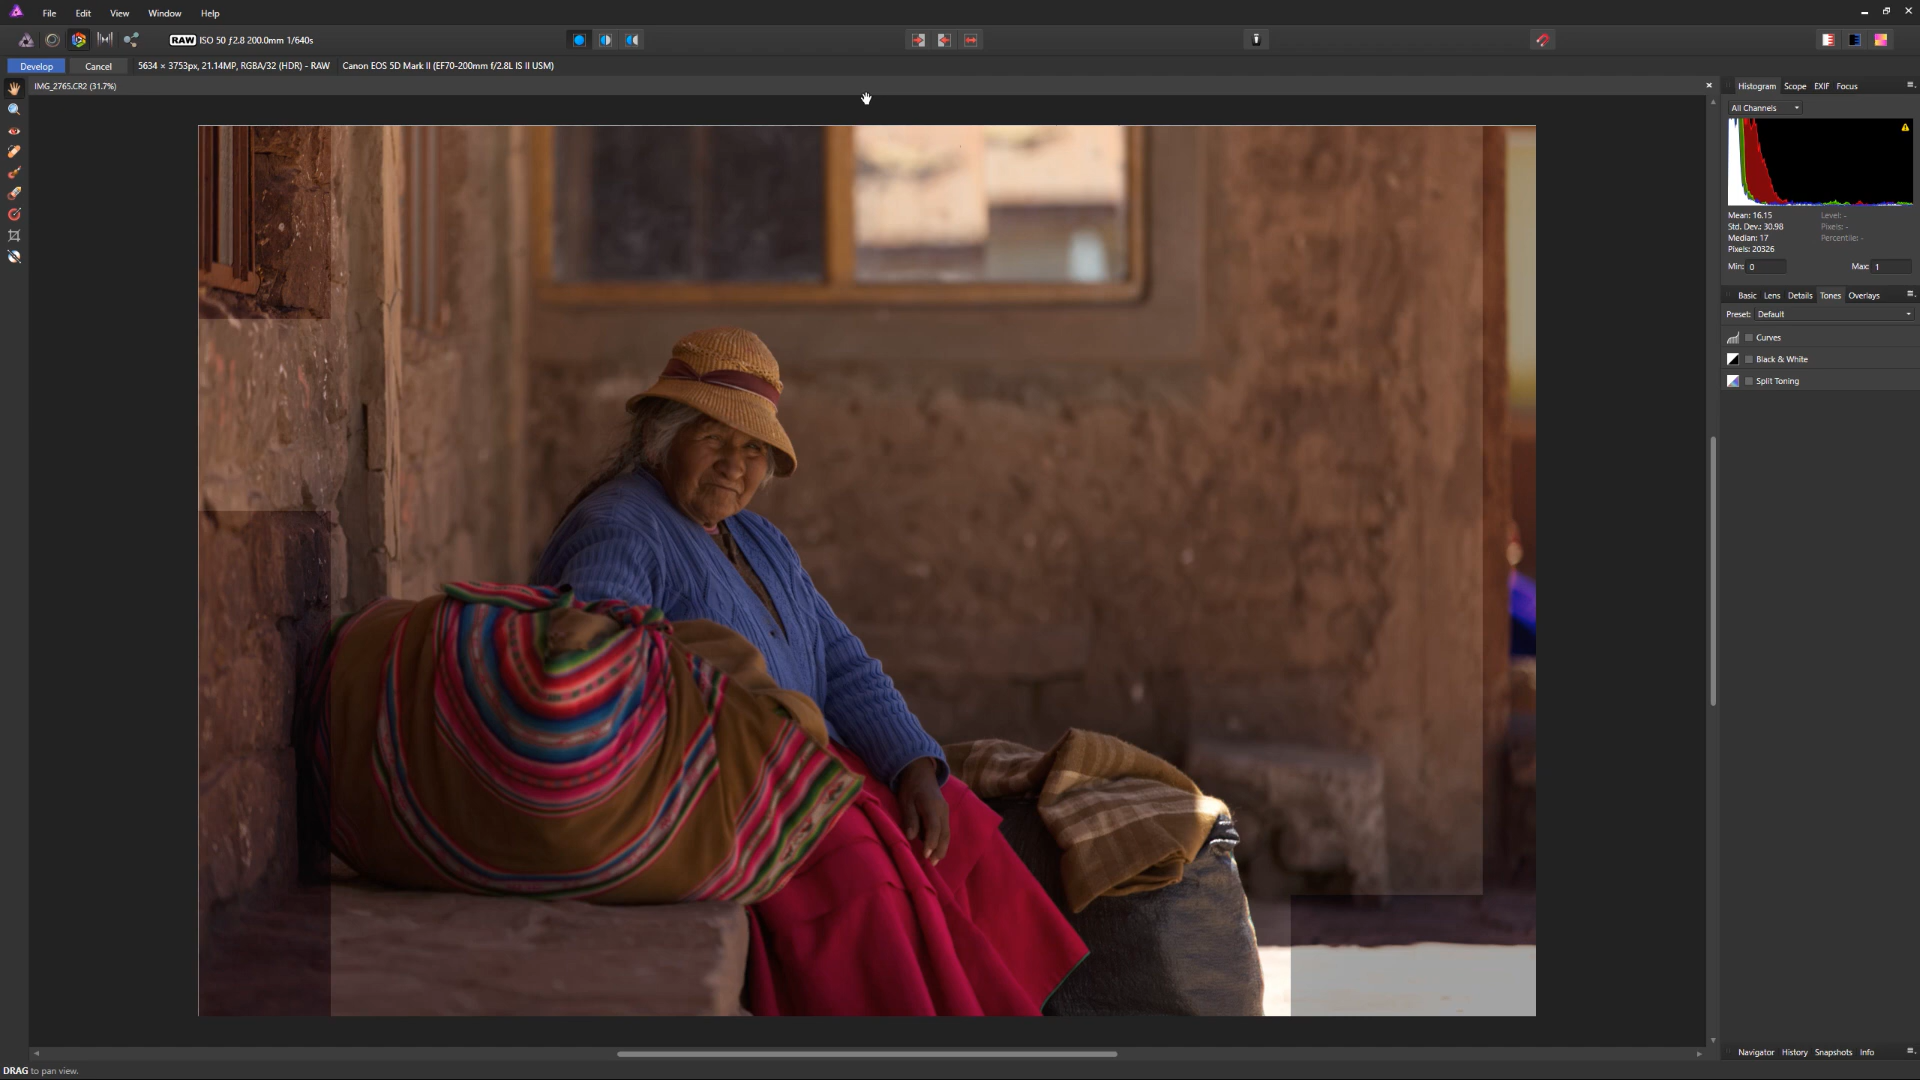 File Edit View Window Help
RAW ISO 50 ƒ2.8 200.0mm 1/640s
Develop Cancel 5634 × 3753px, 21.14MP, RGBA/32 (HDR) - RAW Canon EOS 5D Mark II (EF70-200mm f/2.8L IS II USM)
IMG_2765.CR2 (31.7%)
Histogram Scope EXIF Focus
All Channels
Mean: 16.15 Level: -
Std. Dev.: 30.98 Pixels: -
Median: 17 Percentile: -
Pixels: 20326
Min: 0 Max: 1
Basic Lens Details Tones Overlays
Preset: Default
Curves
Black & White
Split Toning
Navigator History Snapshots Info
DRAG to pan view.